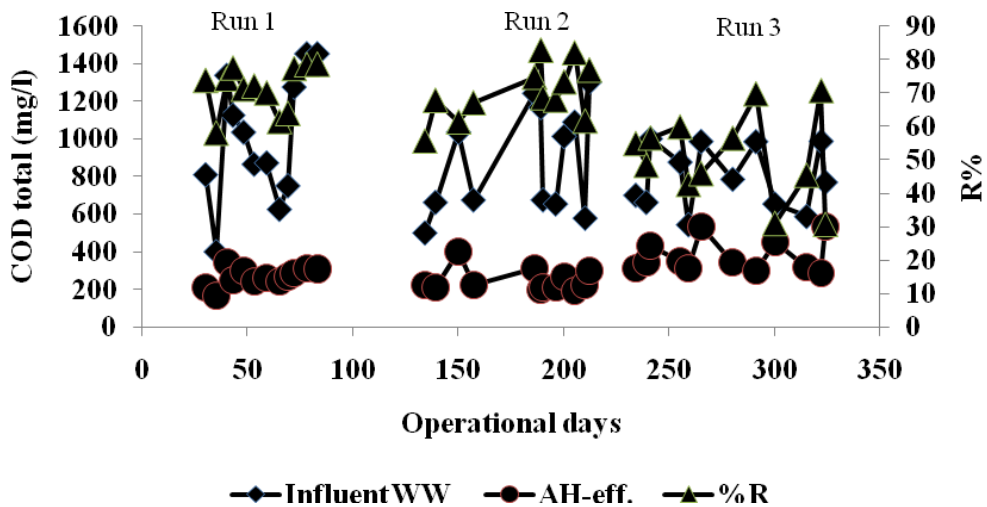 Run 1
Run 2
Run 3
COD total (mg/l)
1600
1400
1200
1000
800
600
400
200
0
90
80
70
60
50
40
30
20
10
0
R%
0 50 100 150 200 250 300 350
Operational days
Influent WW AH-eff. %R